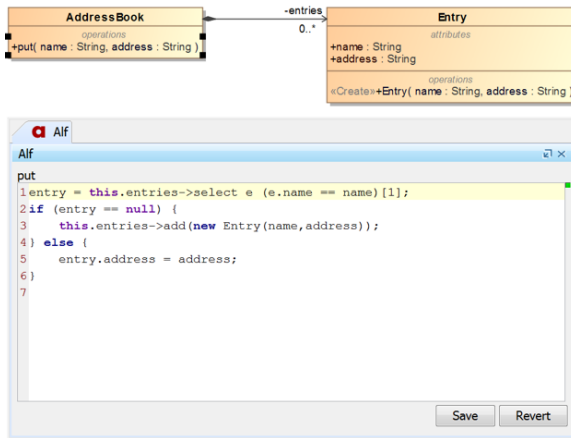 AddressBook
operations
+put( name : String, address : String )
-entries
0..*
Entry
attributes
+name : String
+address : String
operations
«Create»+Entry( name : String, address : String )
a Alf
Alf
put
1 entry = this.entries->select e (e.name == name)[1];
2 if (entry == null) {
3 this.entries->add(new Entry(name,address));
4 } else {
5 entry.address = address;
6 }
7
Save Revert